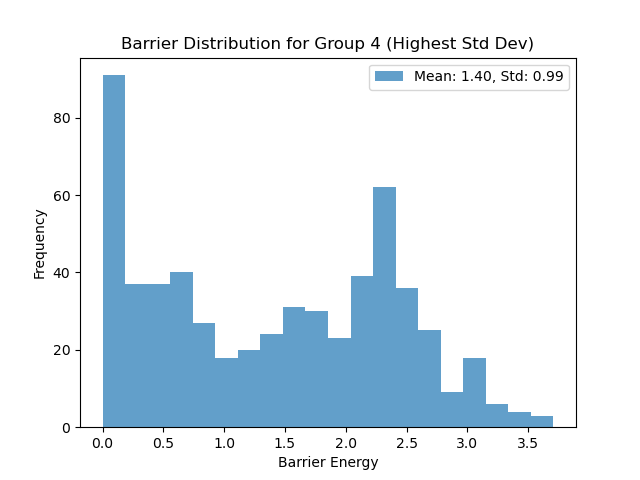 Barrier Distribution for Group 4 (Highest Std Dev)
Mean: 1.40, Std: 0.99
80
60
40
20
0
Frequency
0.0 0.5 1.0 1.5 2.0 2.5 3.0 3.5
Barrier Energy